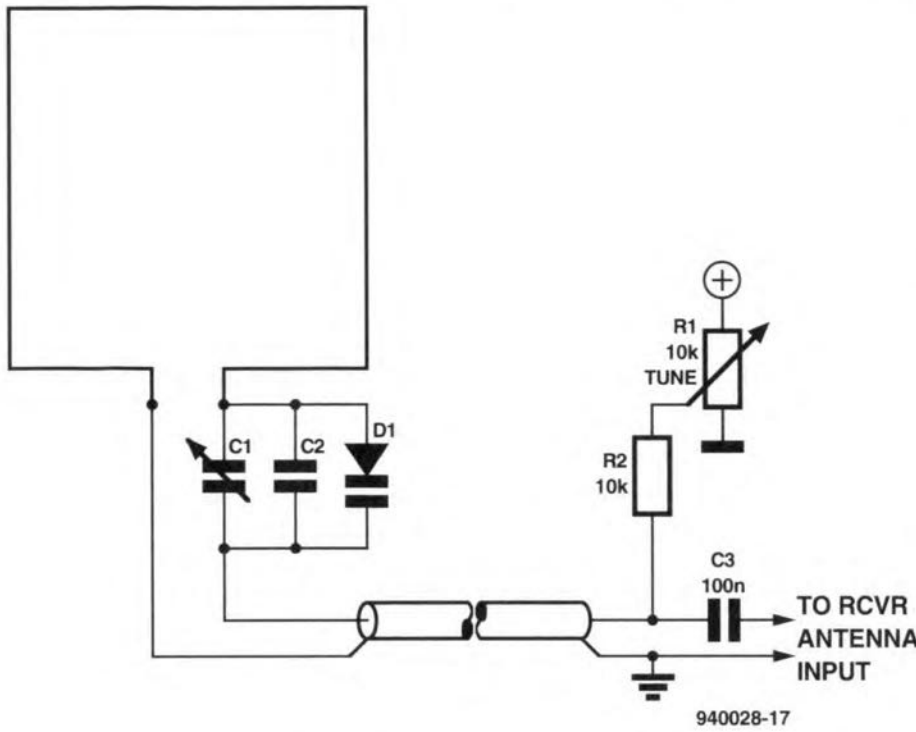 R1
10k
TUNE
C1
C2
D1
R2
10k
C3
100n
TO RCVR
ANTENNA
INPUT
940028-17